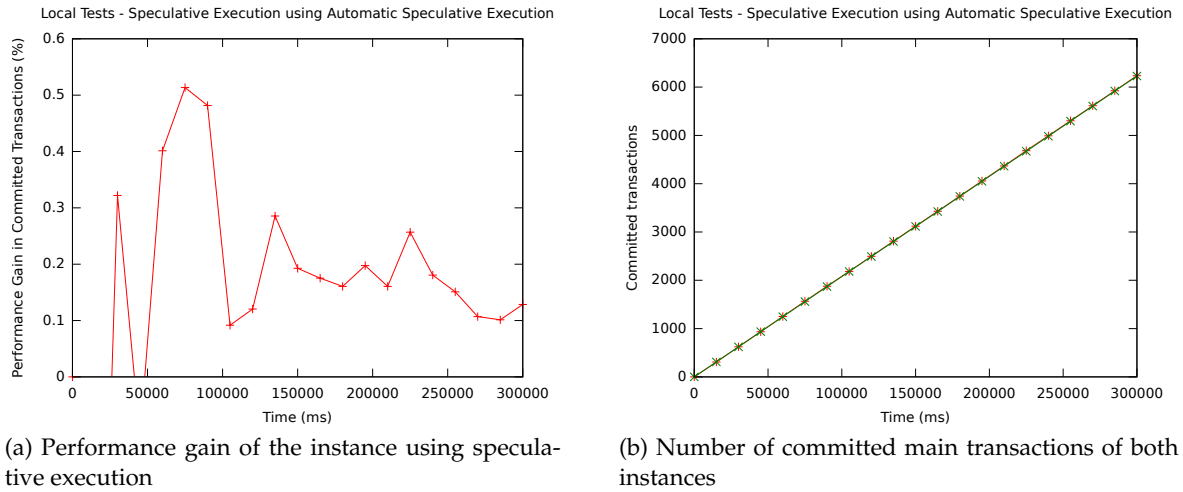 Local Tests - Speculative Execution using Automatic Speculative Execution
Performance Gain in Committed Transactions (%)
0.6
0.5
0.4
0.3
0.2
0.1
0
0 50000 100000 150000 200000 250000 300000
Time (ms)
(a) Performance gain of the instance using specula-
tive execution
Local Tests - Speculative Execution using Automatic Speculative Execution
Committed transactions
7000
6000
5000
4000
3000
2000
1000
0
0 50000 100000 150000 200000 250000 300000
Time (ms)
(b) Number of committed main transactions of both
instances